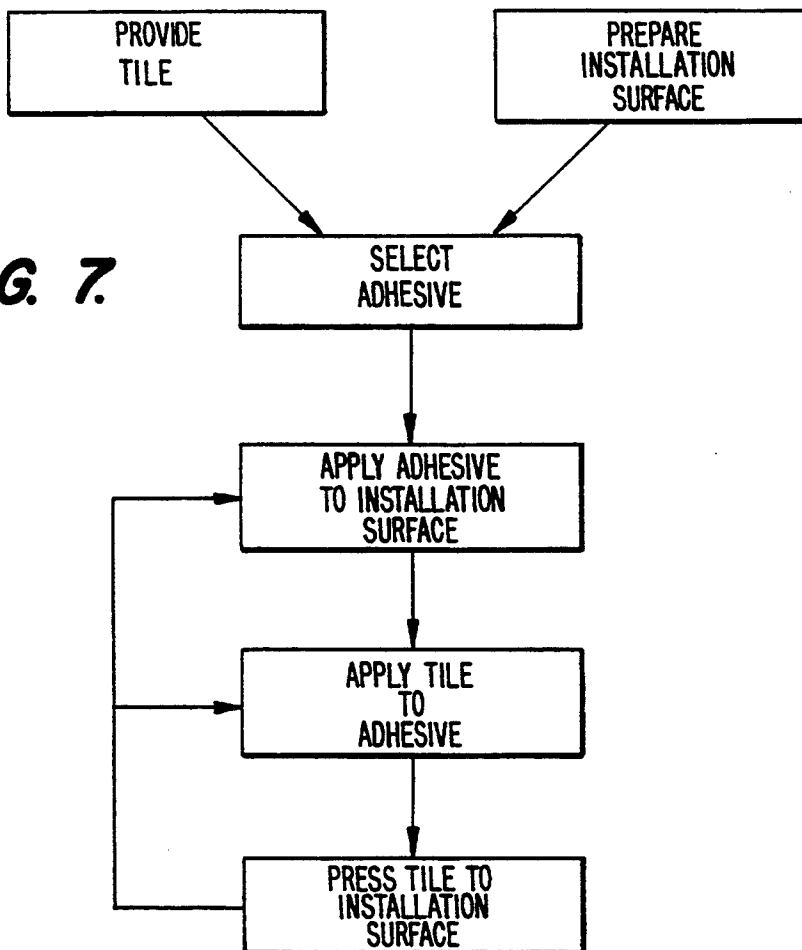 PROVIDE
TILE
PREPARE
INSTALLATION
SURFACE
G. 7.
SELECT
ADHESIVE
APPLY ADHESIVE
TO INSTALLATION
SURFACE
APPLY TILE
TO
ADHESIVE
PRESS TILE TO
INSTALLATION
SURFACE